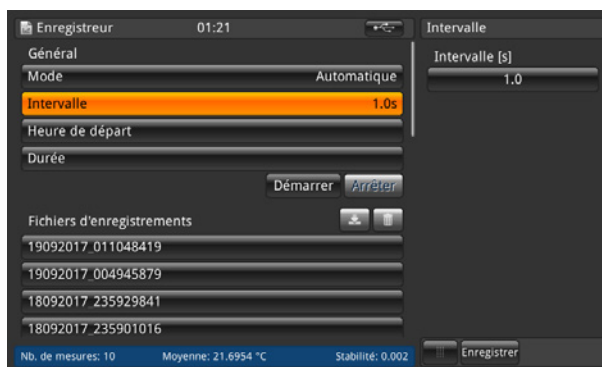 Enregistreur 01:21
Intervalle
Général
Intervalle [s]
Mode Automatique
1.0
Intervalle 1.0s
Heure de départ
Durée
Démarrer Arrêter
Fichiers d'enregistrements
19092017_011048419
19092017_004945879
18092017_235929841
18092017_235901016
Enregistrer
Nb. de mesures: 10 Moyenne: 21.6954 °C Stabilité: 0.002